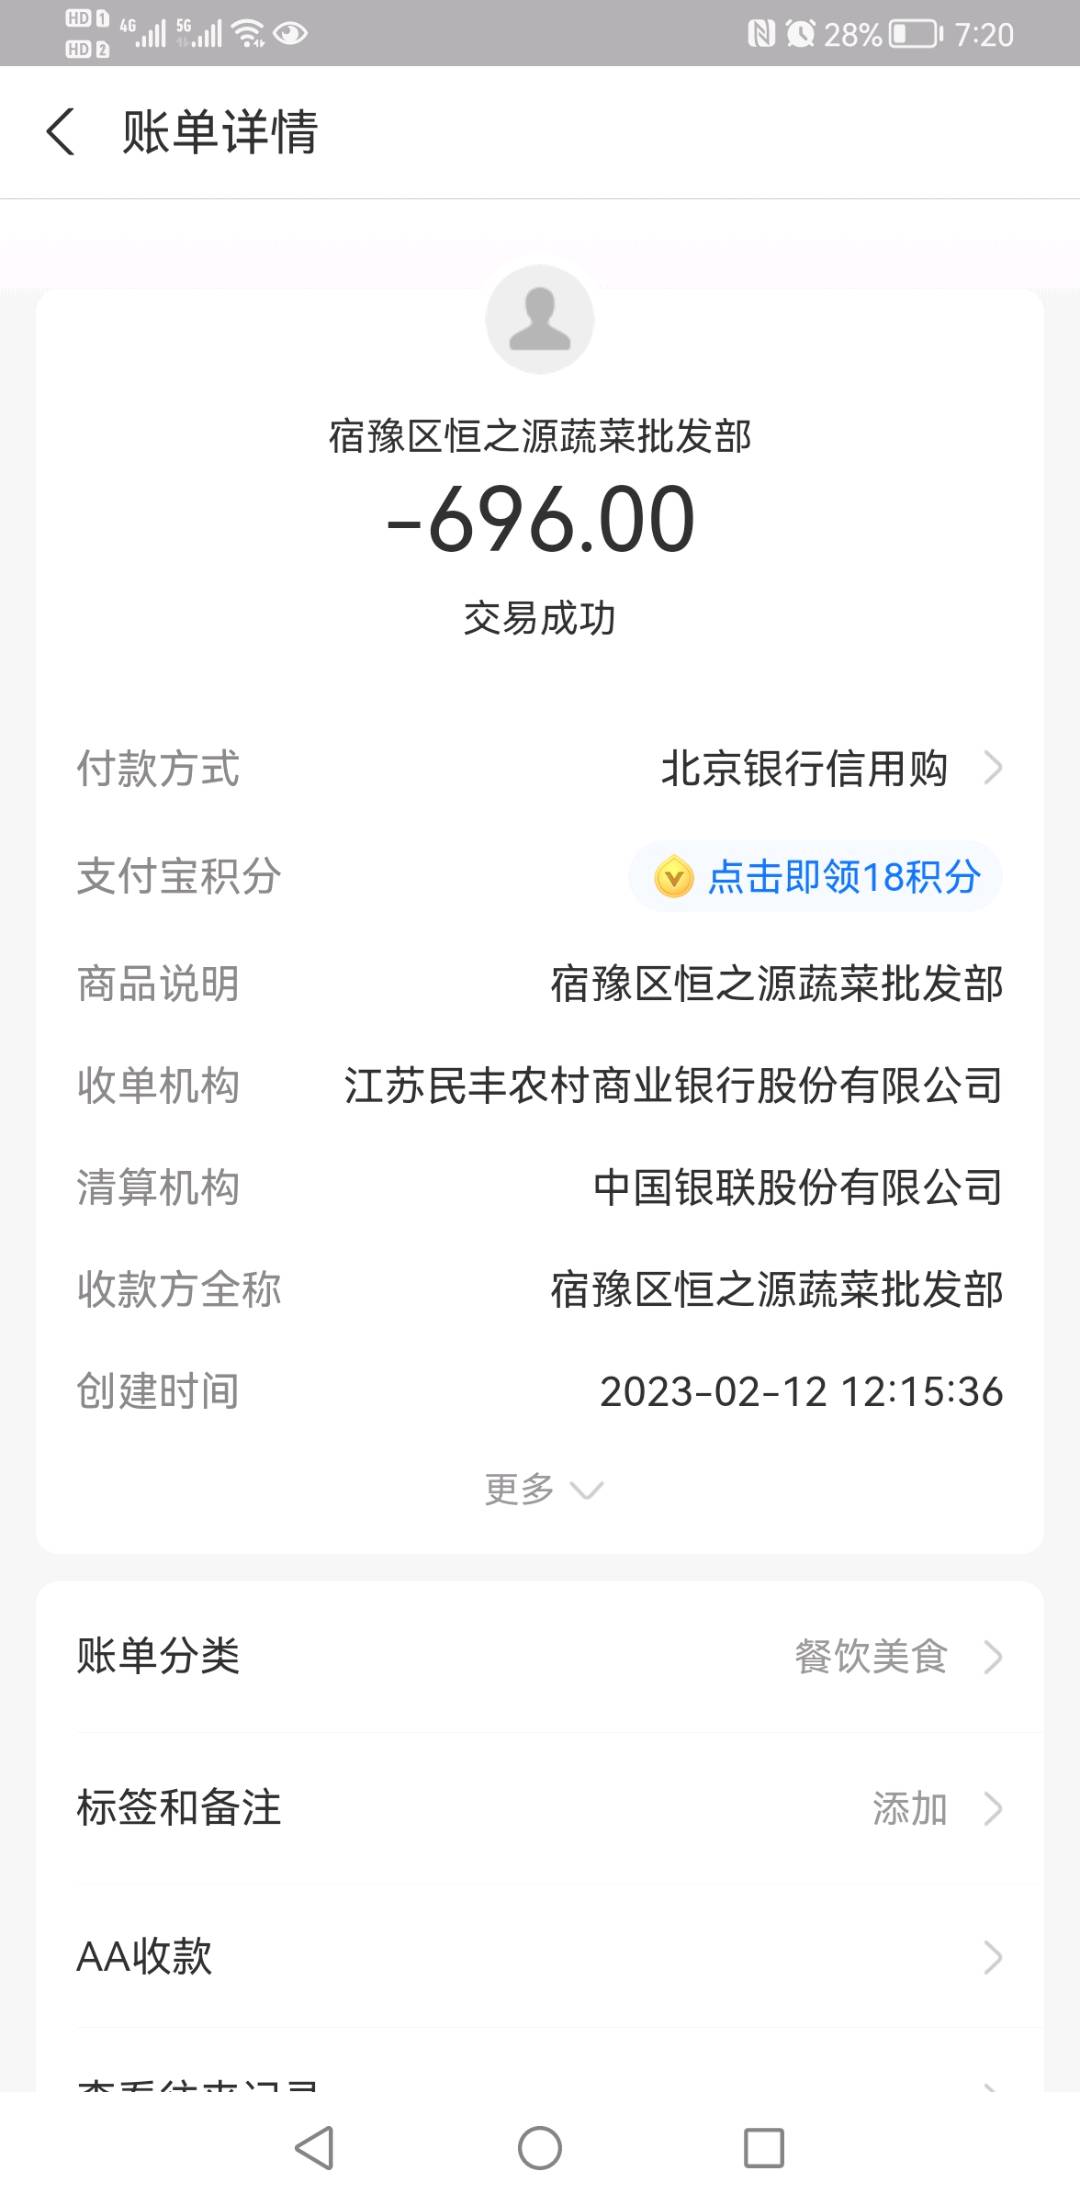 HD 1 4G 5G 28% 7:20
HD 2
账单详情
宿豫区恒之源蔬菜批发部
-696.00
交易成功
付款方式 北京银行信用购
支付宝积分 点击即领18积分
商品说明 宿豫区恒之源蔬菜批发部
收单机构 江苏民丰农村商业银行股份有限公司
清算机构 中国银联股份有限公司
收款方全称 宿豫区恒之源蔬菜批发部
创建时间 2023-02-12 12:15:36
更多
账单分类 餐饮美食
标签和备注 添加
AA收款
查看往来记录